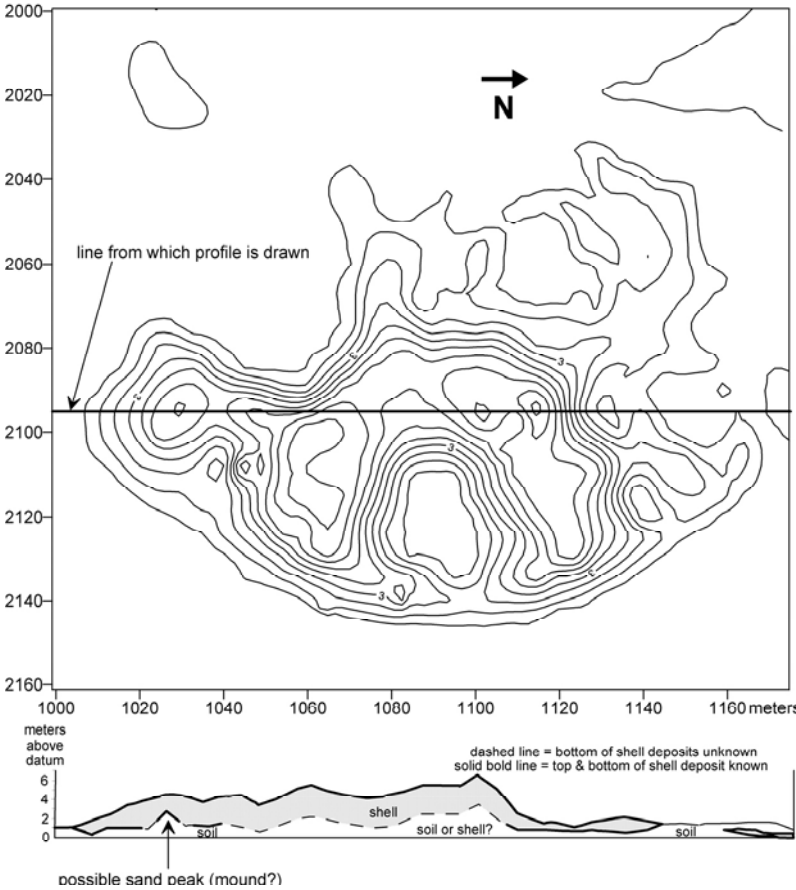 2000
2020
N
2040
line from which profile is drawn
2060
2080
3
3
3
2100
3
2120
3
3
2140
2160
1000 1020 1040 1060 1080 1100 1120 1140 1160 meters
meters
above
datum
dashed line = bottom of shell deposits unknown
solid bold line = top & bottom of shell deposit known
6
4
2
0
shell
soil
soil or shell?
soil
possible sand peak (mound?)